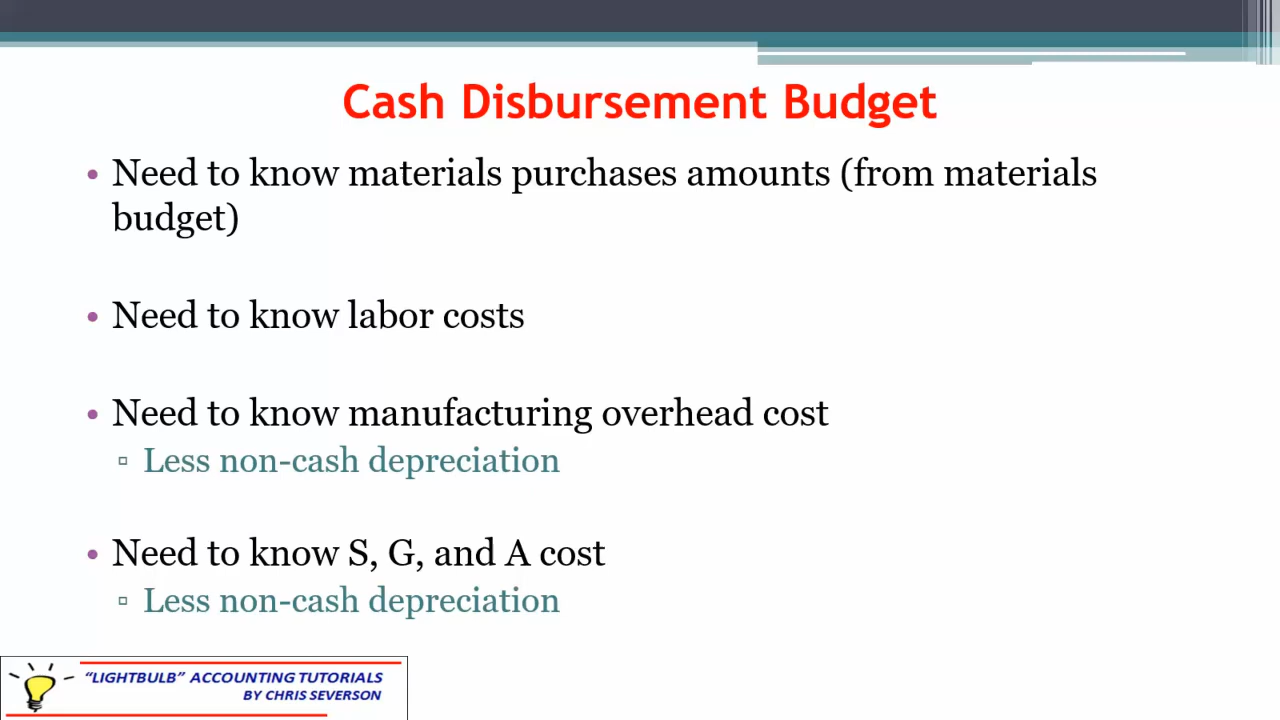 Cash Disbursement Budget
• Need to know materials purchases amounts (from materials
budget)
• Need to know labor costs
• Need to know manufacturing overhead cost
▫ Less non-cash depreciation
• Need to know S, G, and A cost
▫ Less non-cash depreciation
“LIGHTBULB” ACCOUNTING TUTORIALS
BY CHRIS SEVERSON